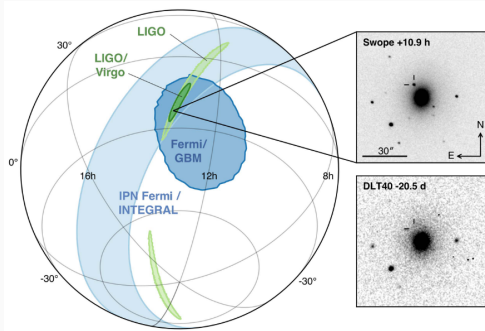 LIGO
Swope +10.9 h
30°
LIGO/
Virgo
N
E
30"
Fermi/
GBM
0°
16h
12h
8h
IPN Fermi /
INTEGRAL
DLT40 -20.5 d
-30°
-30°